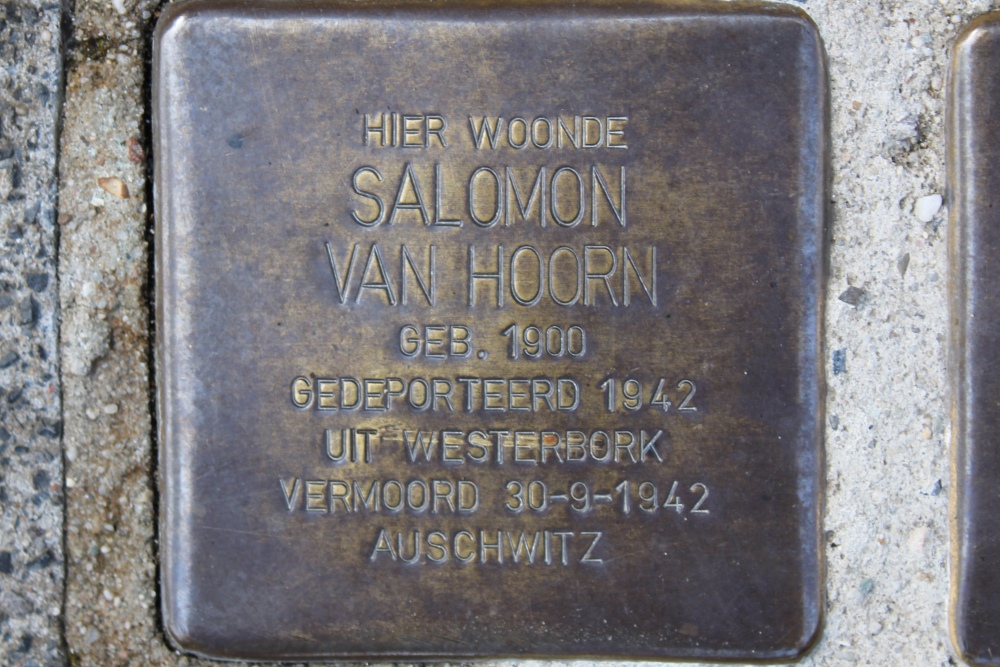 HIER WOONDE
SALOMON
VAN HOORN
GEB. 1900
GEDEPORTEERD 1942
UIT WESTERBORK
VERMOORD 30-9-1942
AUSCHWITZ